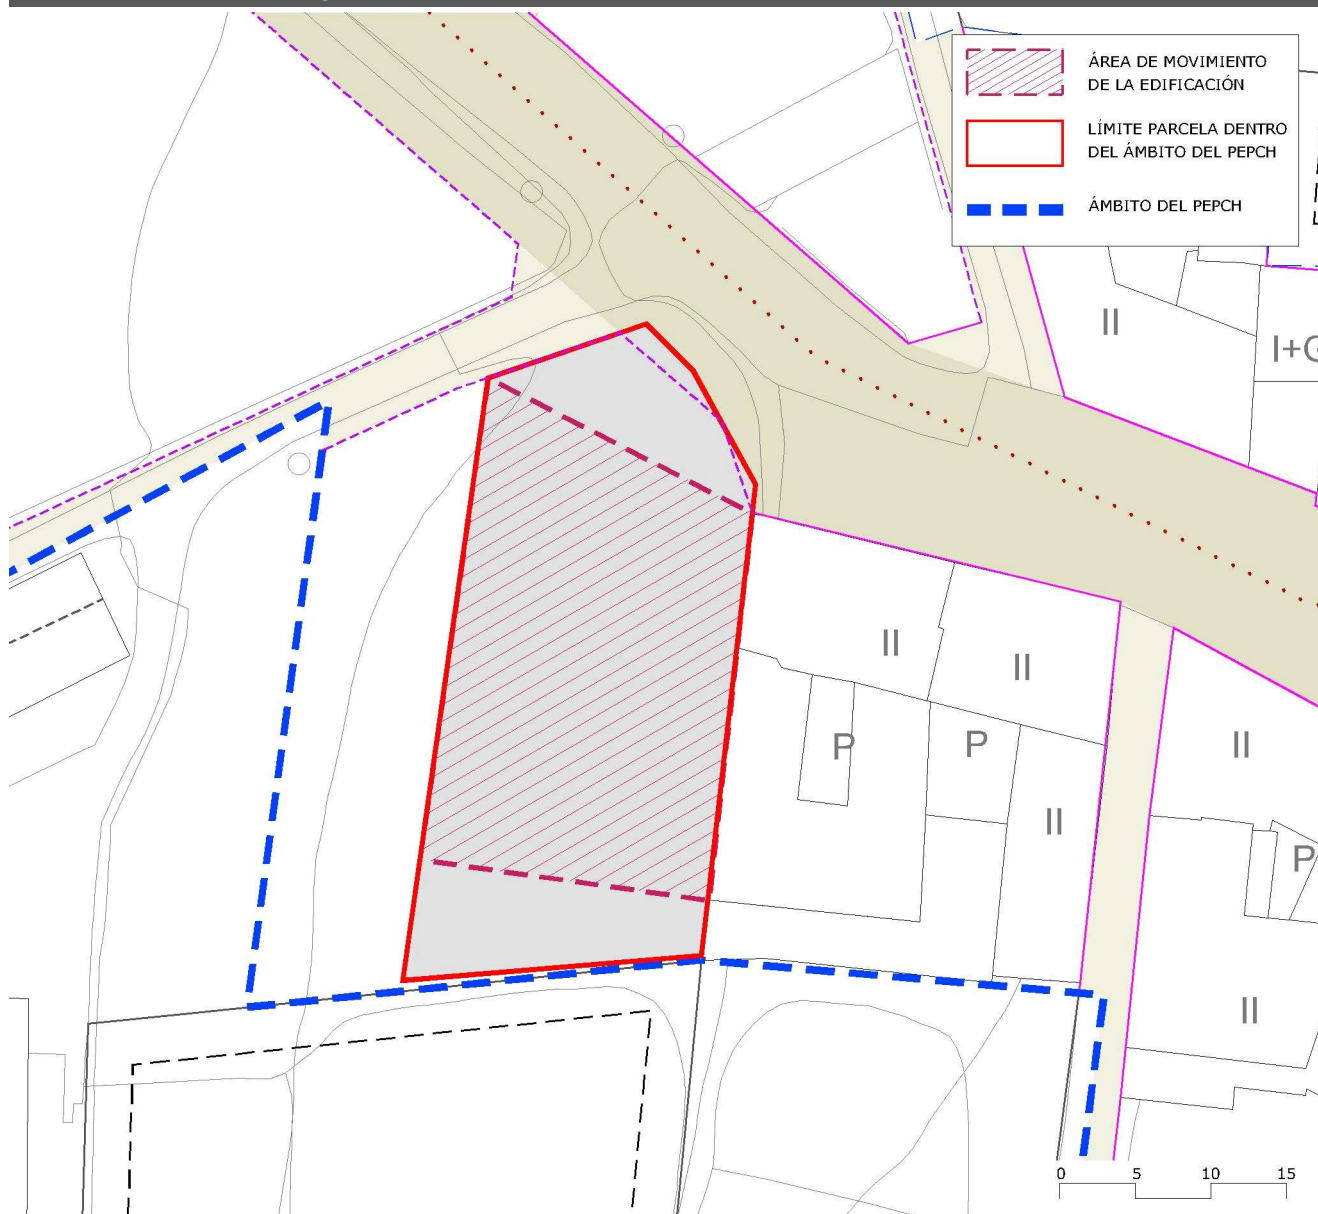 ÁREA DE MOVIMIENTO
DE LA EDIFICACIÓN
LÍMITE PARCELA DENTRO
DEL ÁMBITO DEL PEPCH
ÁMBITO DEL PEPCH
II
I+G
II
II
P
P
II
II
P
II
0 5 10 15